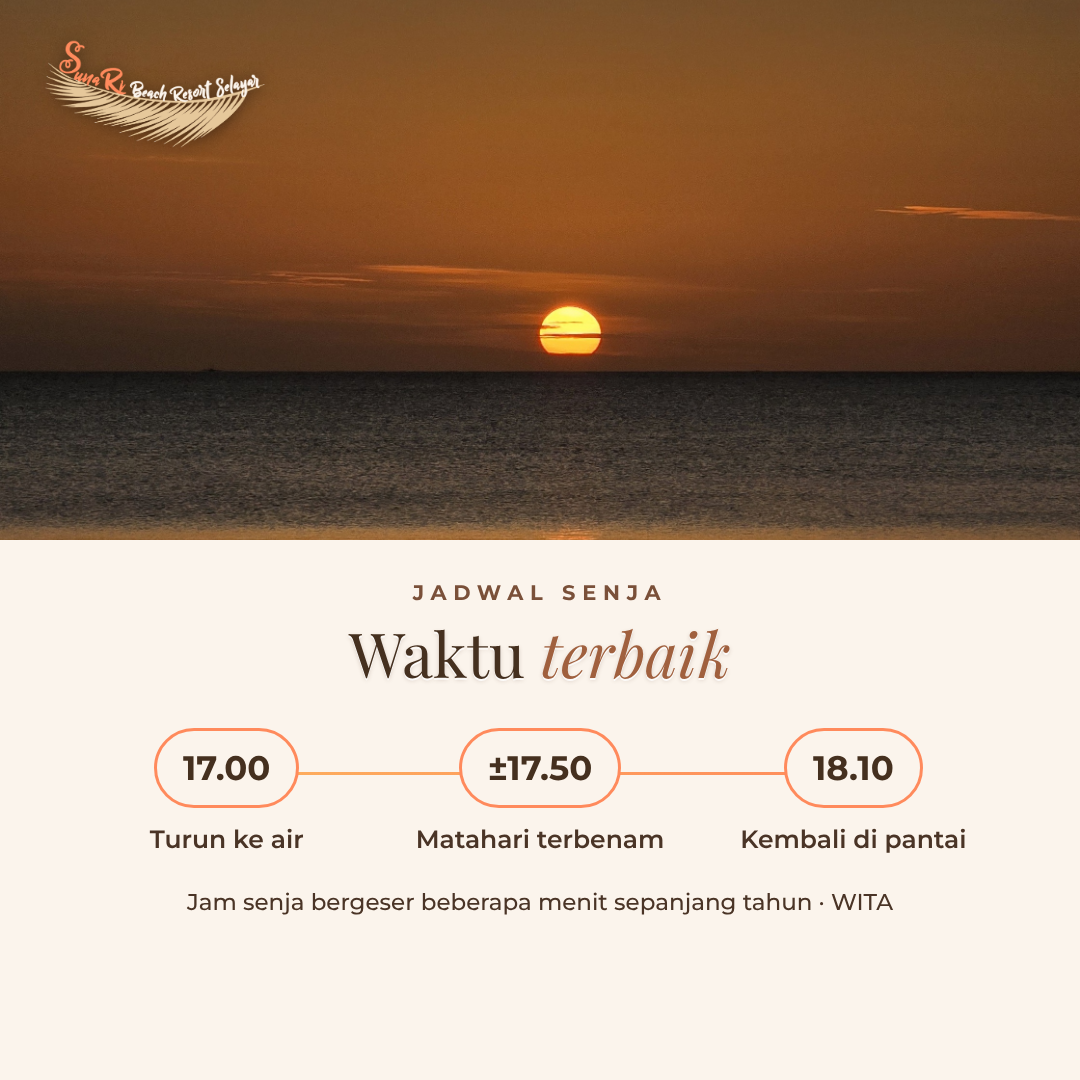 SunaRi Beach Resort Selayar
JADWAL SENJA
Waktu terbaik
17.00 ±17.50 18.10
Turun ke air Matahari terbenam Kembali di pantai
Jam senja bergeser beberapa menit sepanjang tahun · WITA